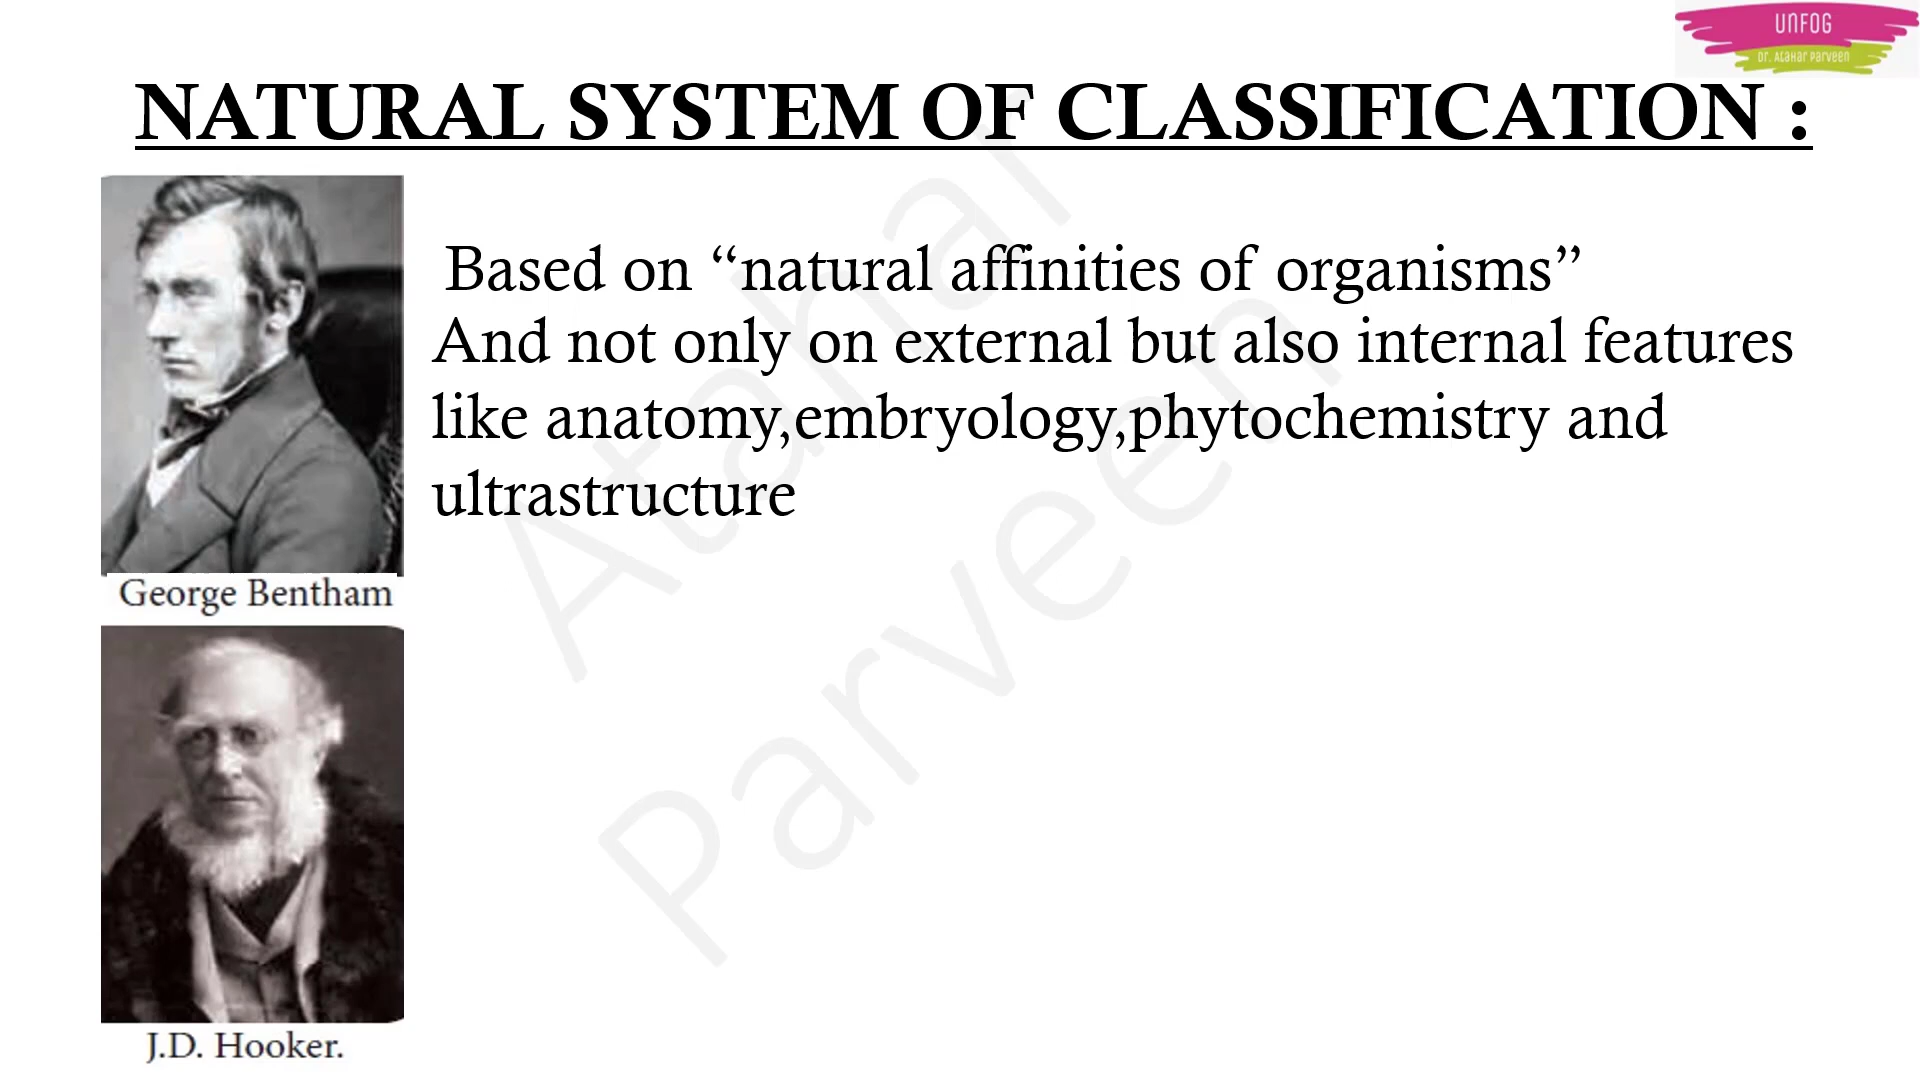 UNFOG
Dr. Atahar Parveen
NATURAL SYSTEM OF CLASSIFICATION :
Based on “natural affinities of organisms”
And not only on external but also internal features
like anatomy,embryology,phytochemistry and
ultrastructure
George Bentham
J.D. Hooker.
Atahar
Parveen